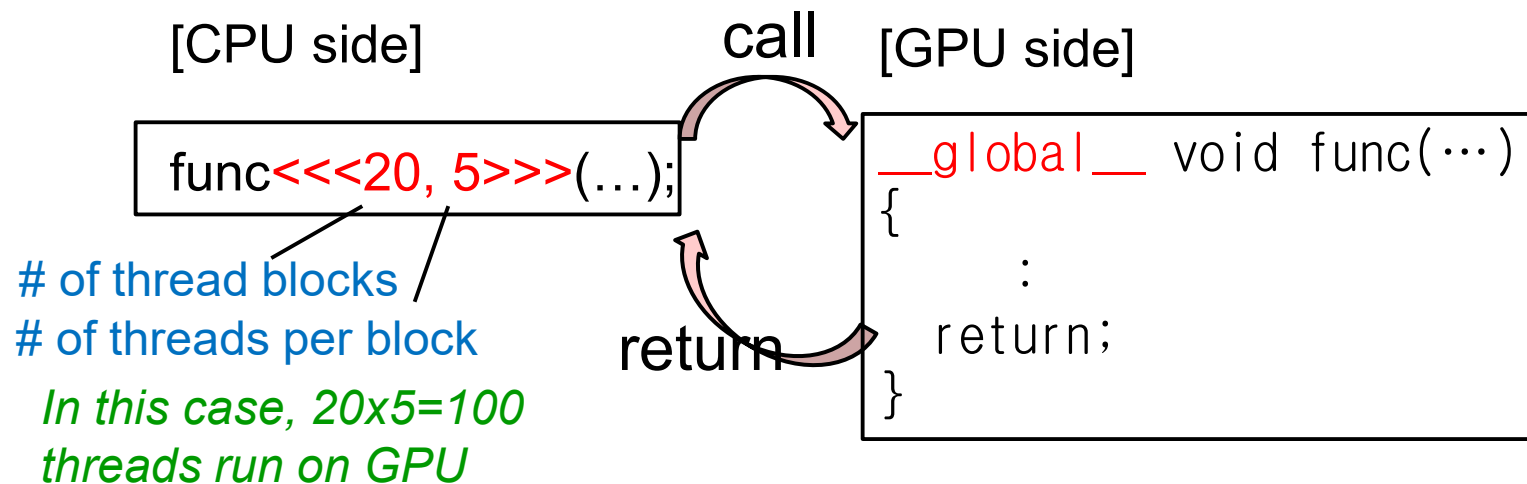 [CPU side]
call
[GPU side]
func<<<20, 5>>>(...);
# of thread blocks
# of threads per block
In this case, 20x5=100
threads run on GPU
return
__global__ void func(…)
{
:
return;
}